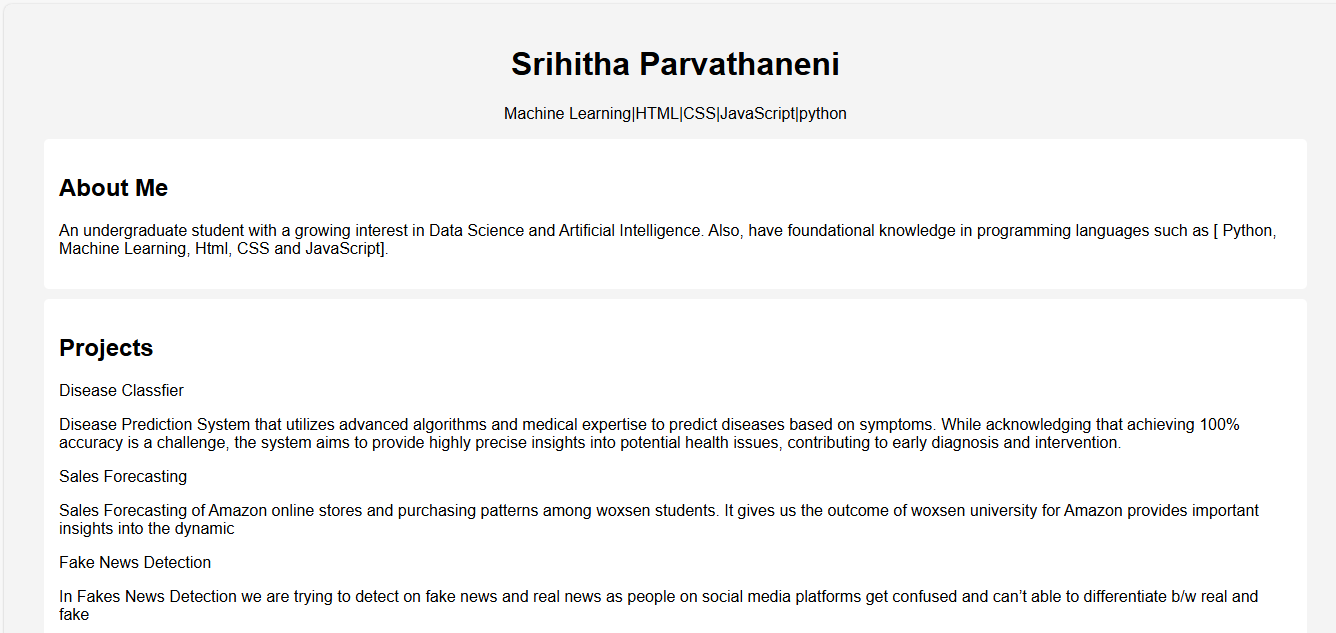 Srihitha Parvathaneni
Machine Learning|HTML|CSS|JavaScript|python
About Me
An undergraduate student with a growing interest in Data Science and Artificial Intelligence. Also, have foundational knowledge in programming languages such as [ Python,
Machine Learning, Html, CSS and JavaScript].
Projects
Disease Classfier
Disease Prediction System that utilizes advanced algorithms and medical expertise to predict diseases based on symptoms. While acknowledging that achieving 100%
accuracy is a challenge, the system aims to provide highly precise insights into potential health issues, contributing to early diagnosis and intervention.
Sales Forecasting
Sales Forecasting of Amazon online stores and purchasing patterns among woxsen students. It gives us the outcome of woxsen university for Amazon provides important
insights into the dynamic
Fake News Detection
In Fakes News Detection we are trying to detect on fake news and real news as people on social media platforms get confused and can’t able to differentiate b/w real and
fake